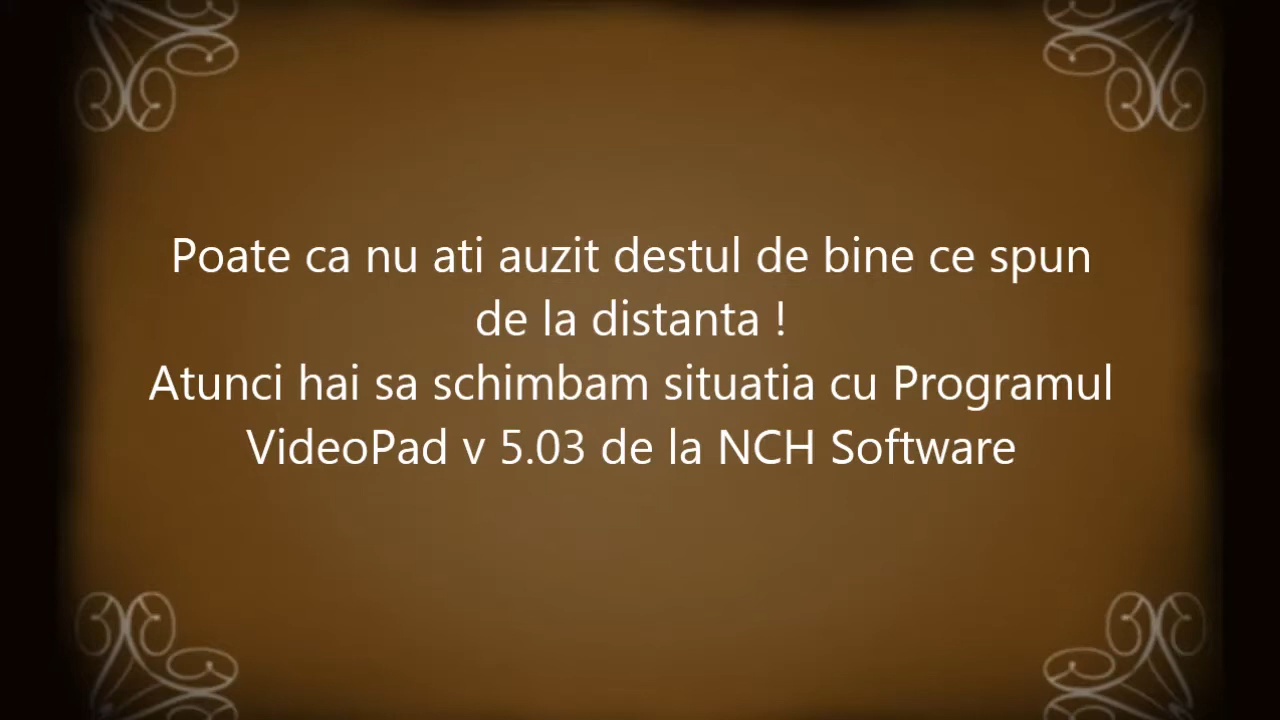 Poate ca nu ati auzit destul de bine ce spun
de la distanta !
Atunci hai sa schimbam situatia cu Programul
VideoPad v 5.03 de la NCH Software